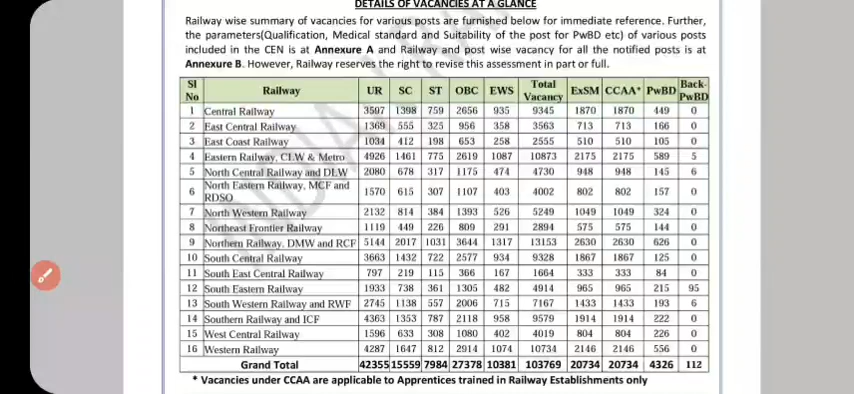 DETAILS OF VACANCIES AT A GLANCE
Railway wise summary of vacancies for various posts are furnished below for immediate reference. Further,
the parameters(Qualification, Medical standard and Suitability of the post for PwBD etc) of various posts
included in the CEN is at Annexure A and Railway and post wise vacancy for all the notified posts is at
Annexure B. However, Railway reserves the right to revise this assessment in part or full.
Sl No Railway UR SC ST OBC EWS Total Vacancy ExSM CCAA* PwBD Back-PwBD
1 Central Railway 3597 1398 759 2656 935 9345 1870 1870 449 0
2 East Central Railway 1369 555 325 956 358 3563 713 713 166 0
3 East Coast Railway 1034 412 198 653 258 2555 510 510 105 0
4 Eastern Railway, CLW & Metro 4926 1461 775 2619 1087 10873 2175 2175 589 5
5 North Central Railway and DLW 2080 678 317 1175 474 4730 948 948 145 6
6 North Eastern Railway, MCF and RDSO 1570 615 307 1107 403 4002 802 802 157 0
7 North Western Railway 2132 814 384 1393 526 5249 1049 1049 324 0
8 Northeast Frontier Railway 1119 449 226 809 291 2894 575 575 144 0
9 Northern Railway, DMW and RCF 5144 2017 1031 3644 1317 13153 2630 2630 626 0
10 South Central Railway 3663 1432 722 2577 934 9328 1867 1867 125 0
11 South East Central Railway 797 219 115 366 167 1664 333 333 84 0
12 South Eastern Railway 1933 738 361 1305 482 4914 965 965 215 95
13 South Western Railway and RWF 2745 1138 557 2006 715 7167 1433 1433 193 6
14 Southern Railway and ICF 4363 1353 787 2118 958 9579 1914 1914 222 0
15 West Central Railway 1596 633 308 1080 402 4019 804 804 226 0
16 Western Railway 4287 1647 812 2914 1074 10734 2146 2146 556 0
Grand Total 42355 15559 7984 27378 10381 103769 20734 20734 4326 112
* Vacancies under CCAA are applicable to Apprentices trained in Railway Establishments only